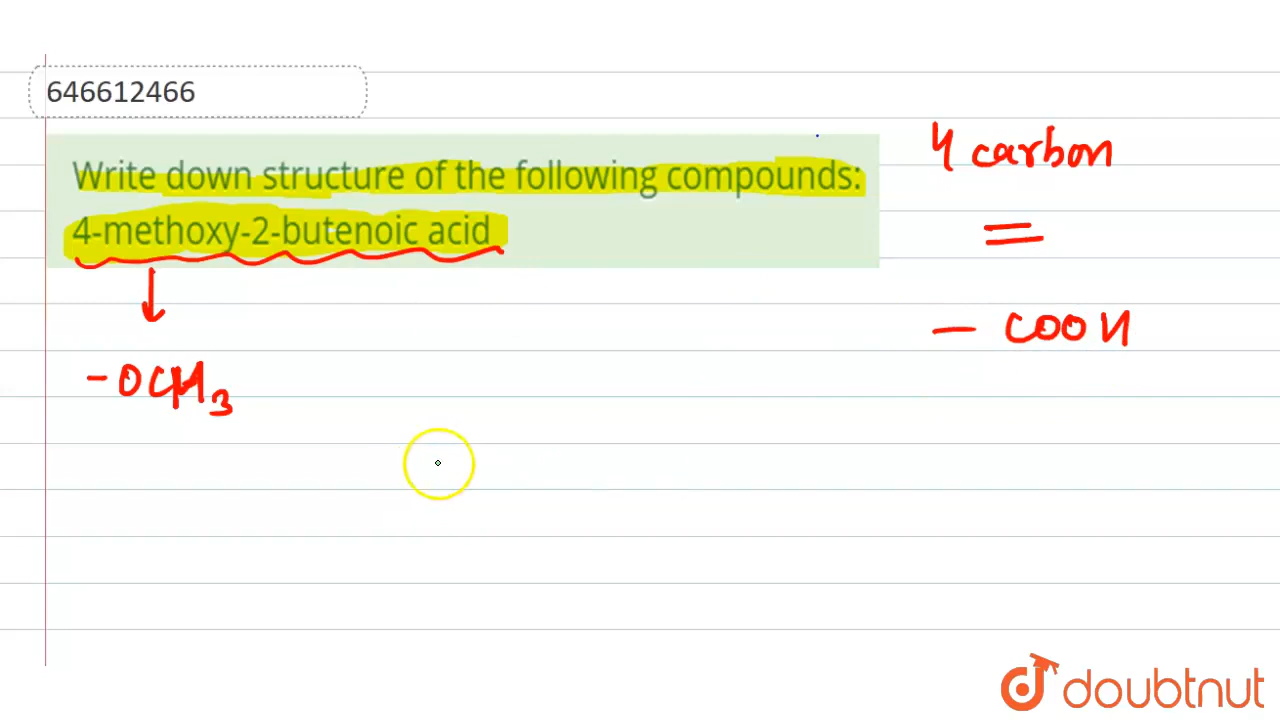 646612466
Write down structure of the following compounds:
4-methoxy-2-butenoic acid
4 carbon
=
- COOH
-OCH3
doubtnut